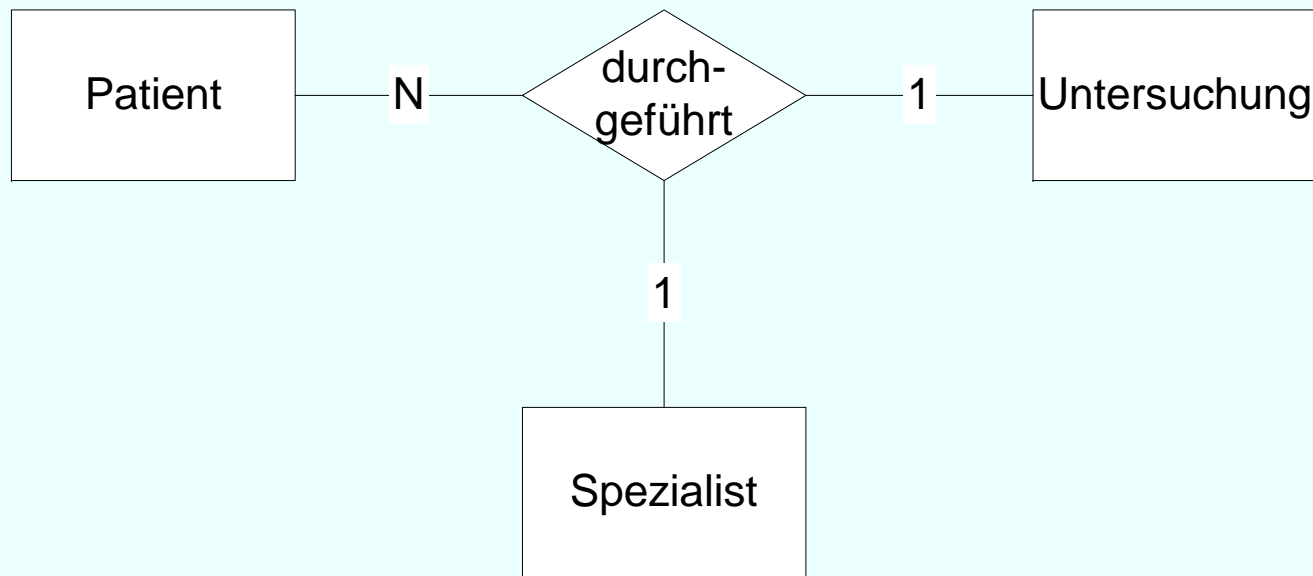 Patient
N
durch-
geführt
1
Untersuchung
1
Spezialist